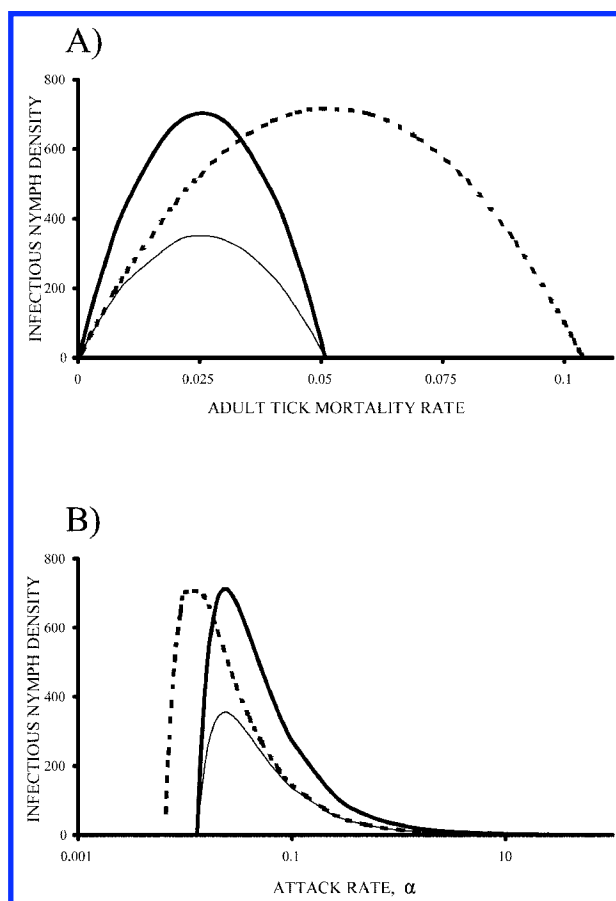 A)
800
600
400
200
0
INFECTIOUS NYMPH DENSITY
0 0.025 0.05 0.075 0.1
ADULT TICK MORTALITY RATE
B)
800
600
400
200
0
INFECTIOUS NYMPH DENSITY
0.001 0.1 10
ATTACK RATE, α